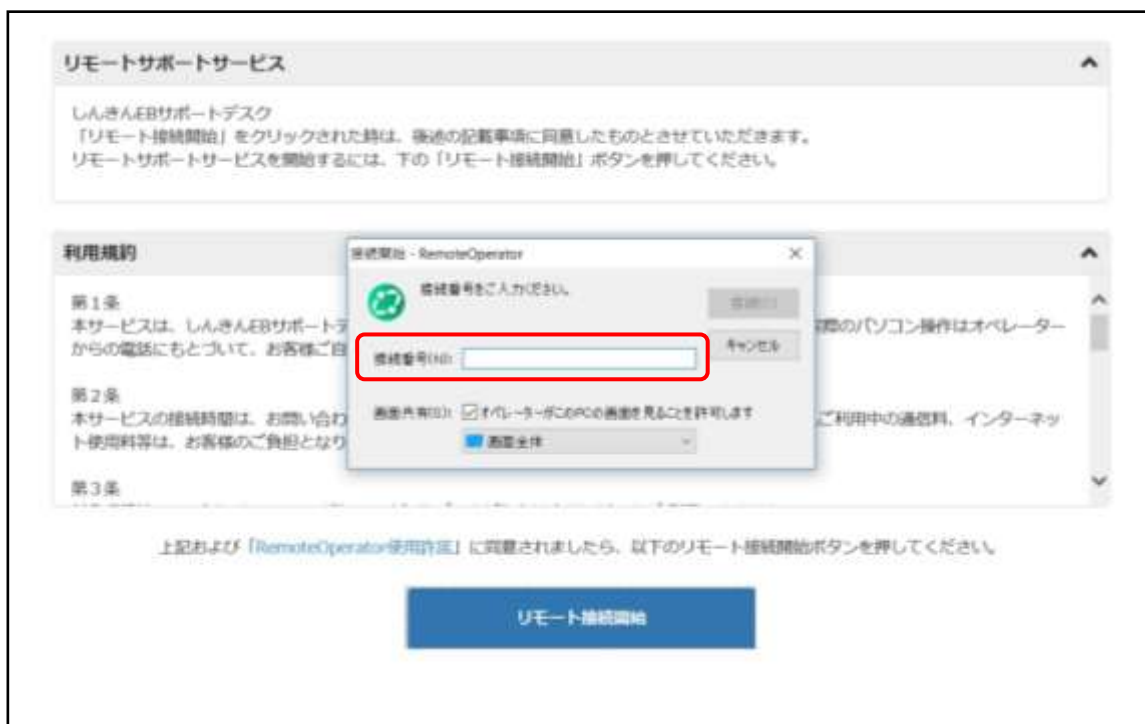 リモートサポートサービス
しんきんEBサポートデスク
「リモート接続開始」をクリックされた時は、後述の記載事項に同意したものとさせていただきます。
リモートサポートサービスを開始するには、下の「リモート接続開始」ボタンを押してください。
利用規約
第1条
本サービスは、しんきんEBサポートデ
際のパソコン操作はオペレーター
からの電話にもとづいて、お客様ご自
第2条
本サービスの接続時間は、お問い合わ
ご利用中の通信料、インターネッ
ト使用料等は、お客様のご負担となり
第3条
接続開始 - RemoteOperator
接続番号をご入力ください。
接続番号(N):
キャンセル
画面共有(S):
オペレーターがこのPCの画面を見ることを許可します
画面全体
上記および「RemoteOperator使用許諾」に同意されましたら、以下のリモート接続開始ボタンを押してください。
リモート接続開始